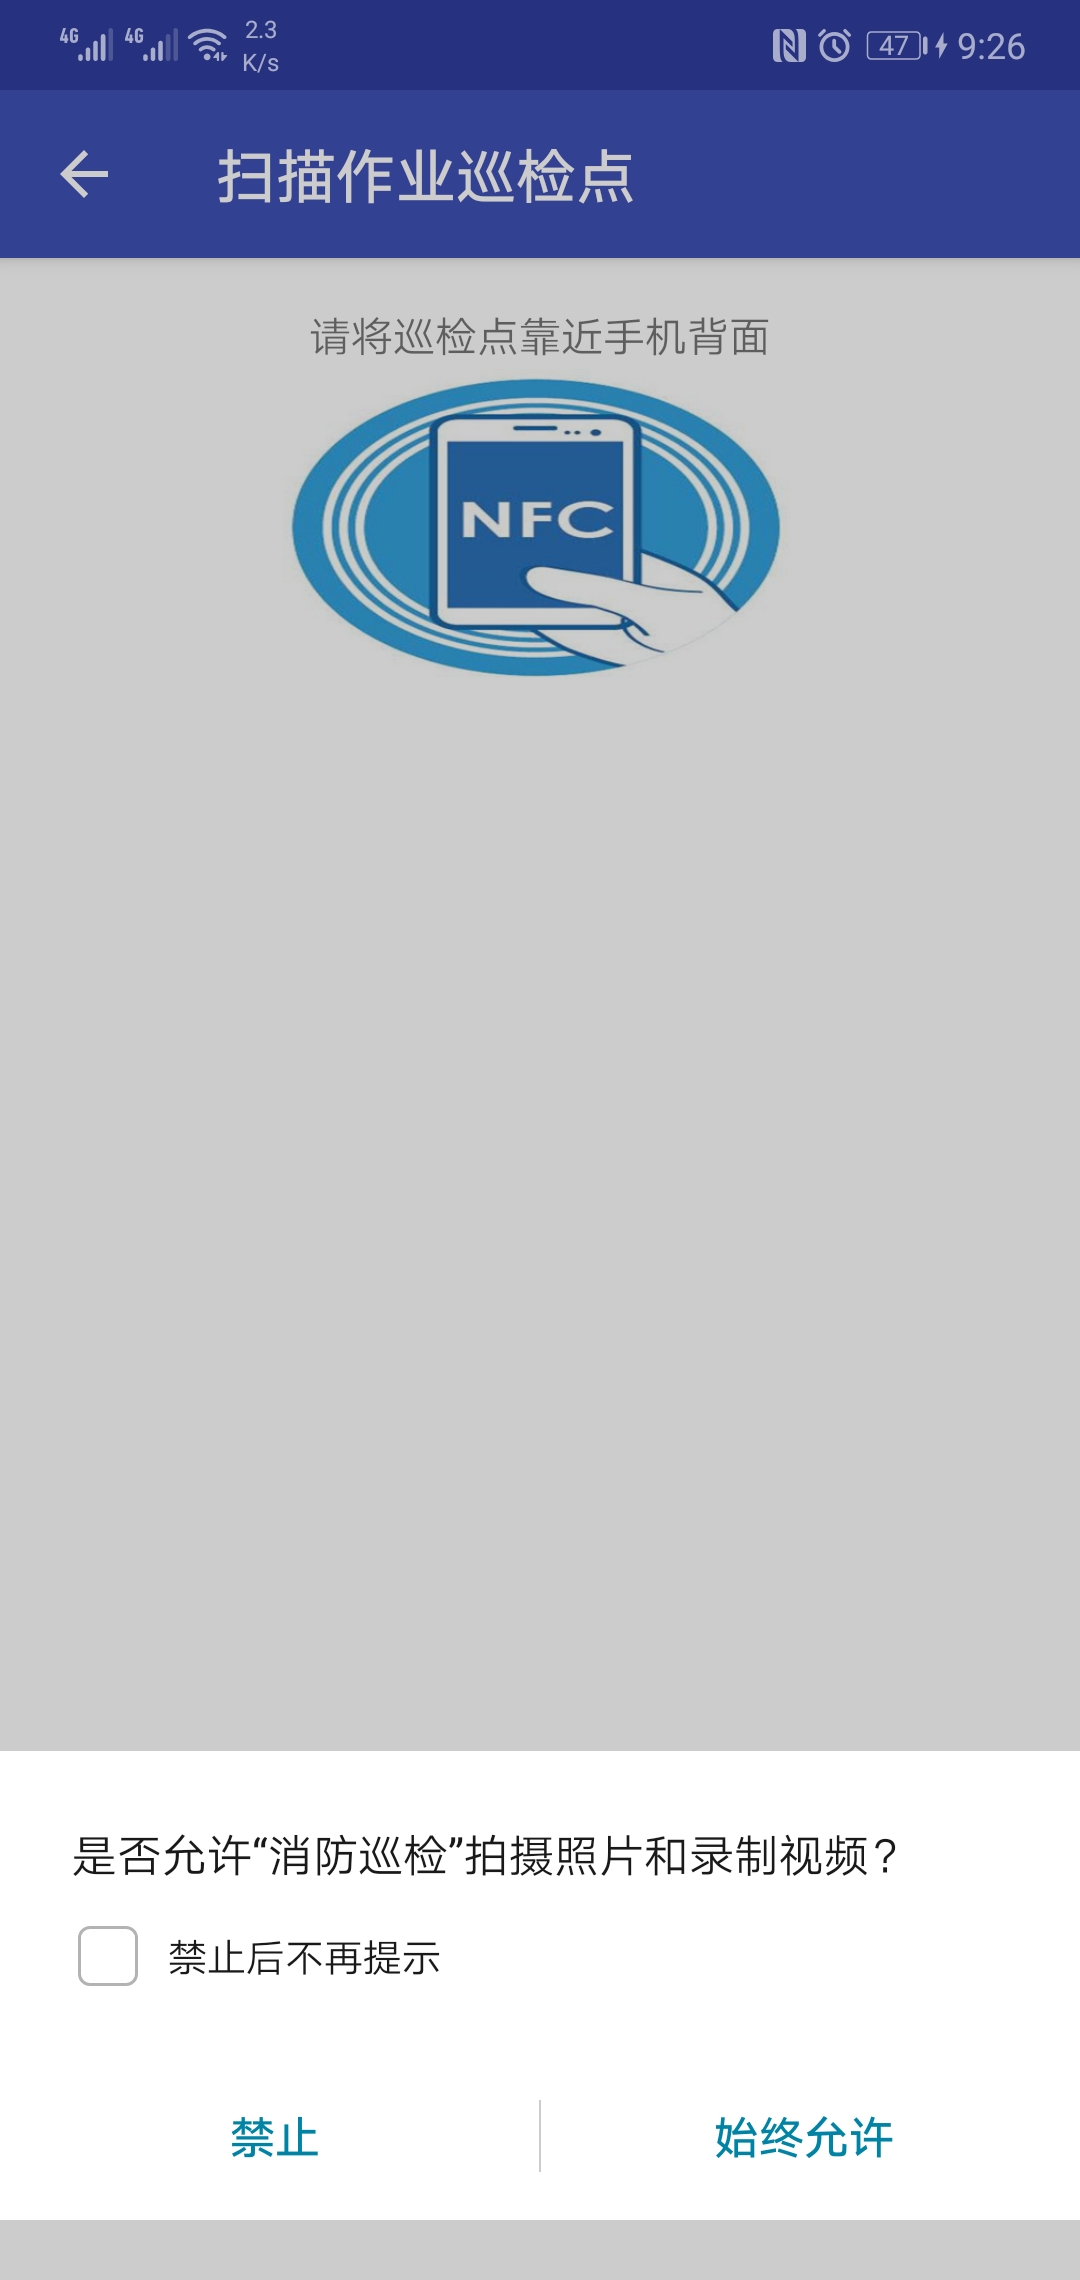 4G 4G 2.3 K/s 47 9:26
扫描作业巡检点
请将巡检点靠近手机背面
NFC
是否允许“消防巡检”拍摄照片和录制视频？
禁止后不再提示
禁止 始终允许